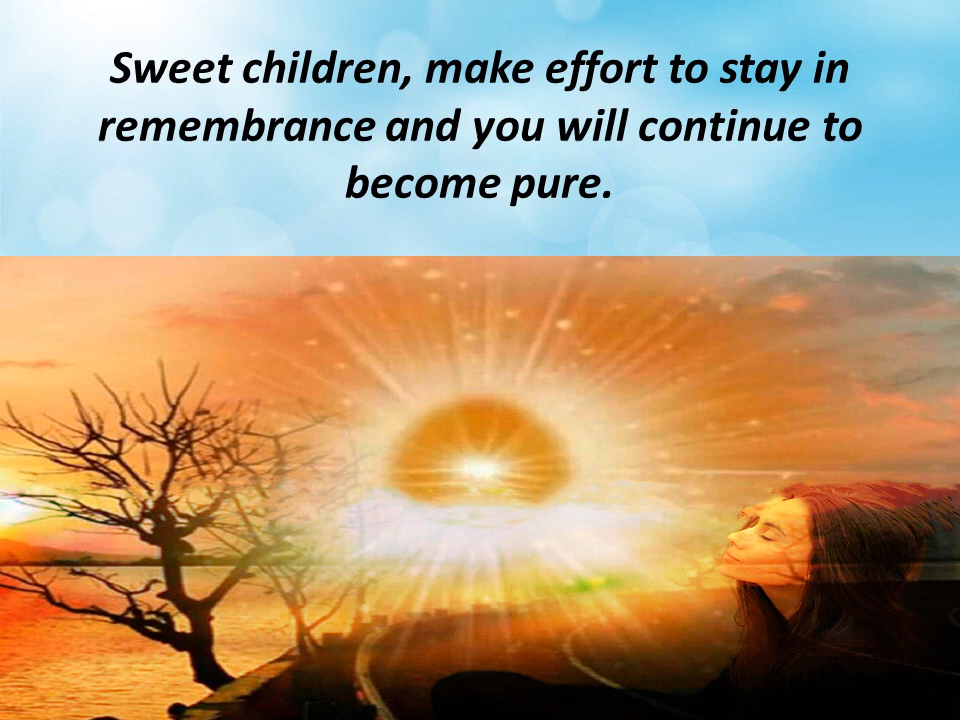 Sweet children, make effort to stay in
remembrance and you will continue to
become pure.